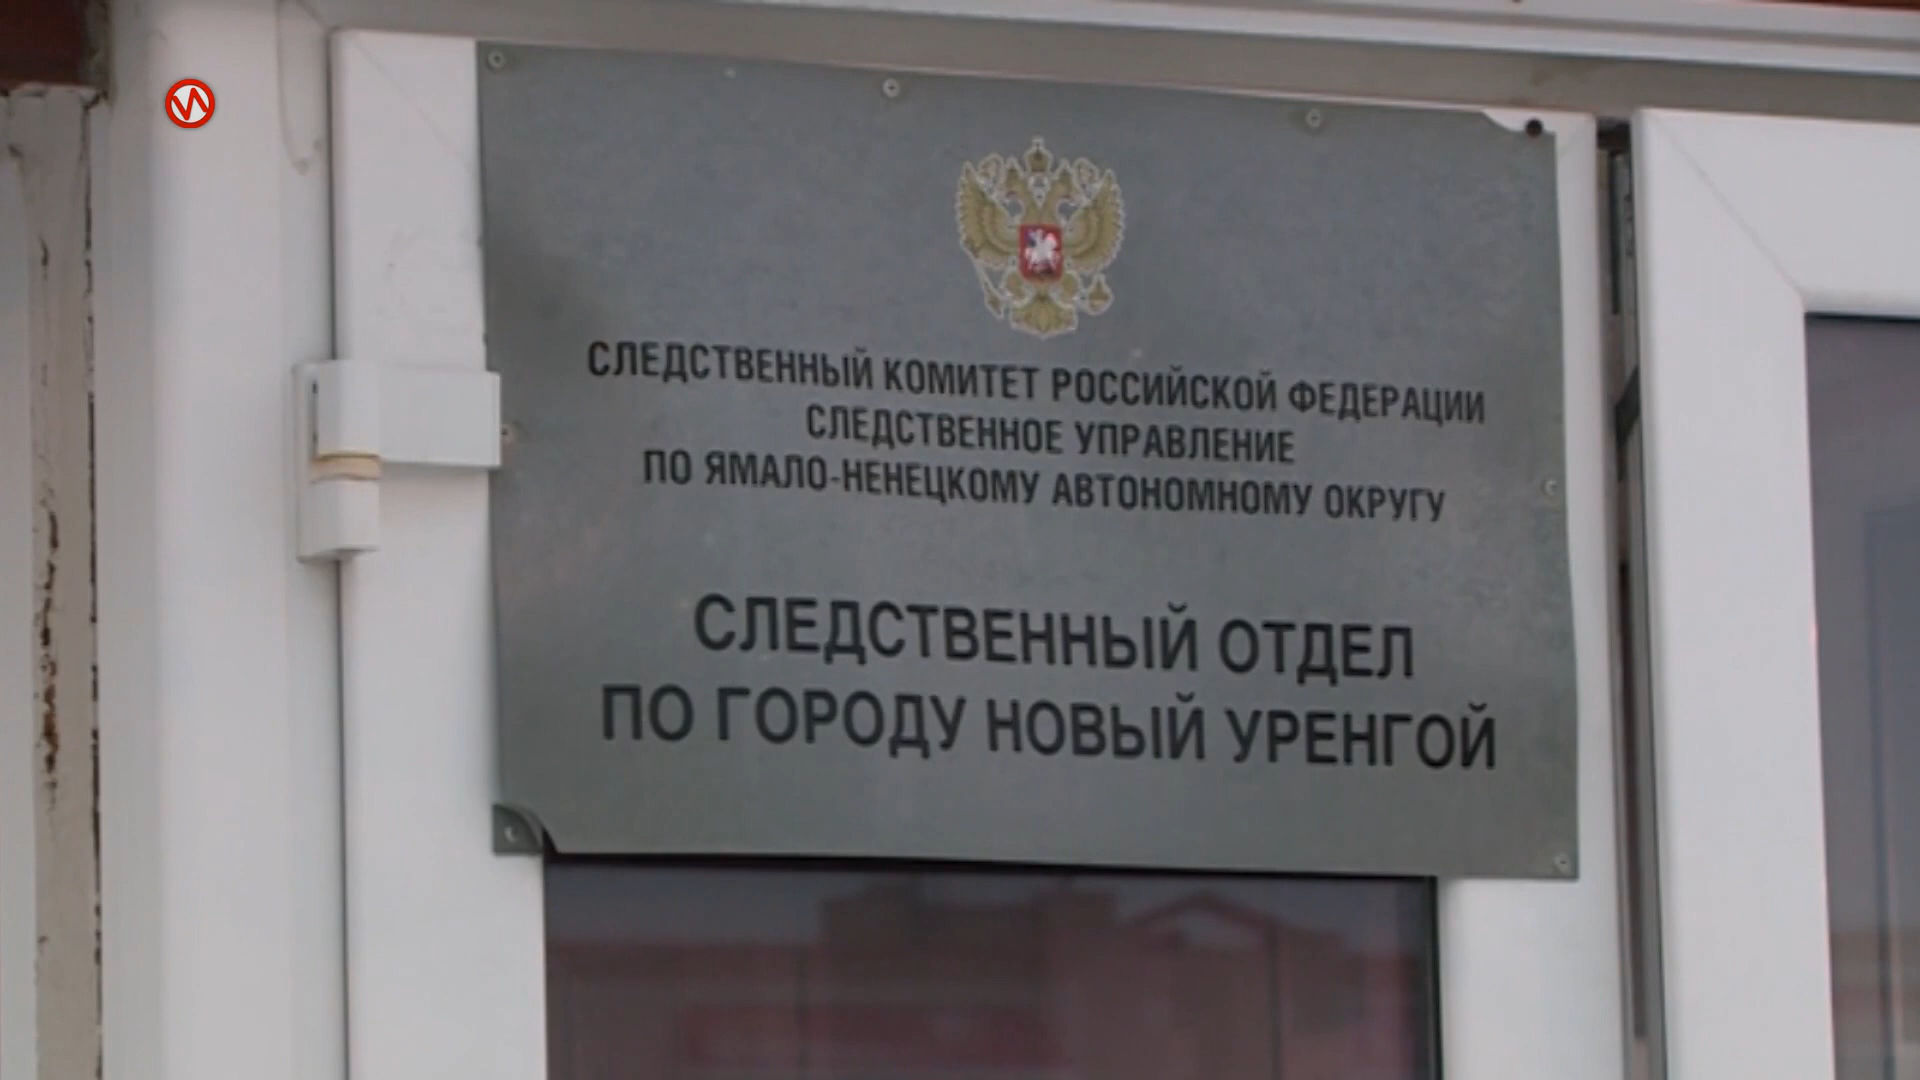 СЛЕДСТВЕННЫЙ КОМИТЕТ РОССИЙСКОЙ ФЕДЕРАЦИИ
СЛЕДСТВЕННОЕ УПРАВЛЕНИЕ
ПО ЯМАЛО-НЕНЕЦКОМУ АВТОНОМНОМУ ОКРУГУ
СЛЕДСТВЕННЫЙ ОТДЕЛ
ПО ГОРОДУ НОВЫЙ УРЕНГОЙ